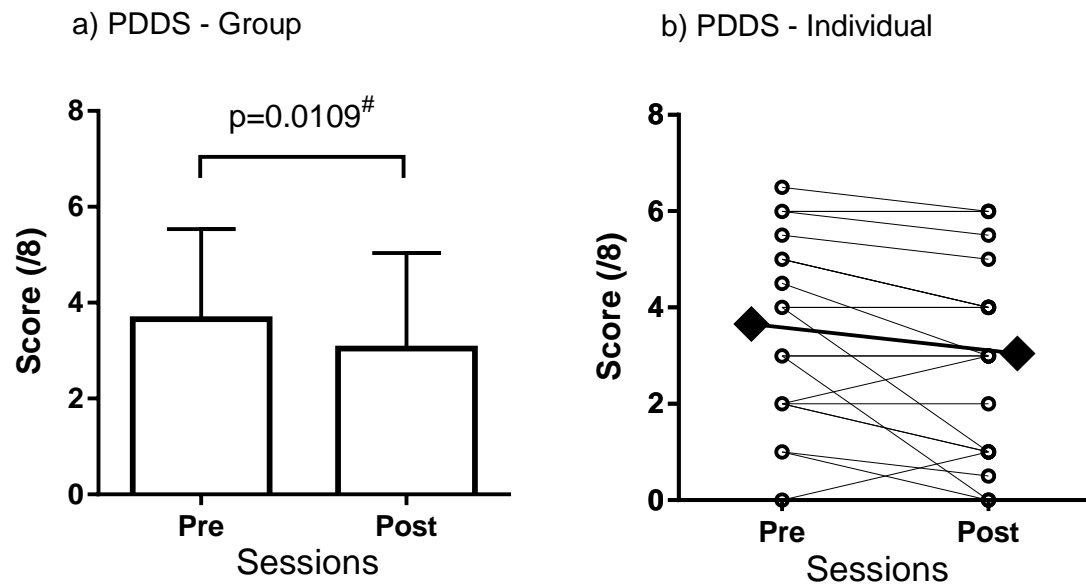 a) PDDS - Group
p=0.0109#
Score (/8)
8
6
4
2
0
Pre Post
Sessions
b) PDDS - Individual
Score (/8)
8
6
4
2
0
Pre Post
Sessions